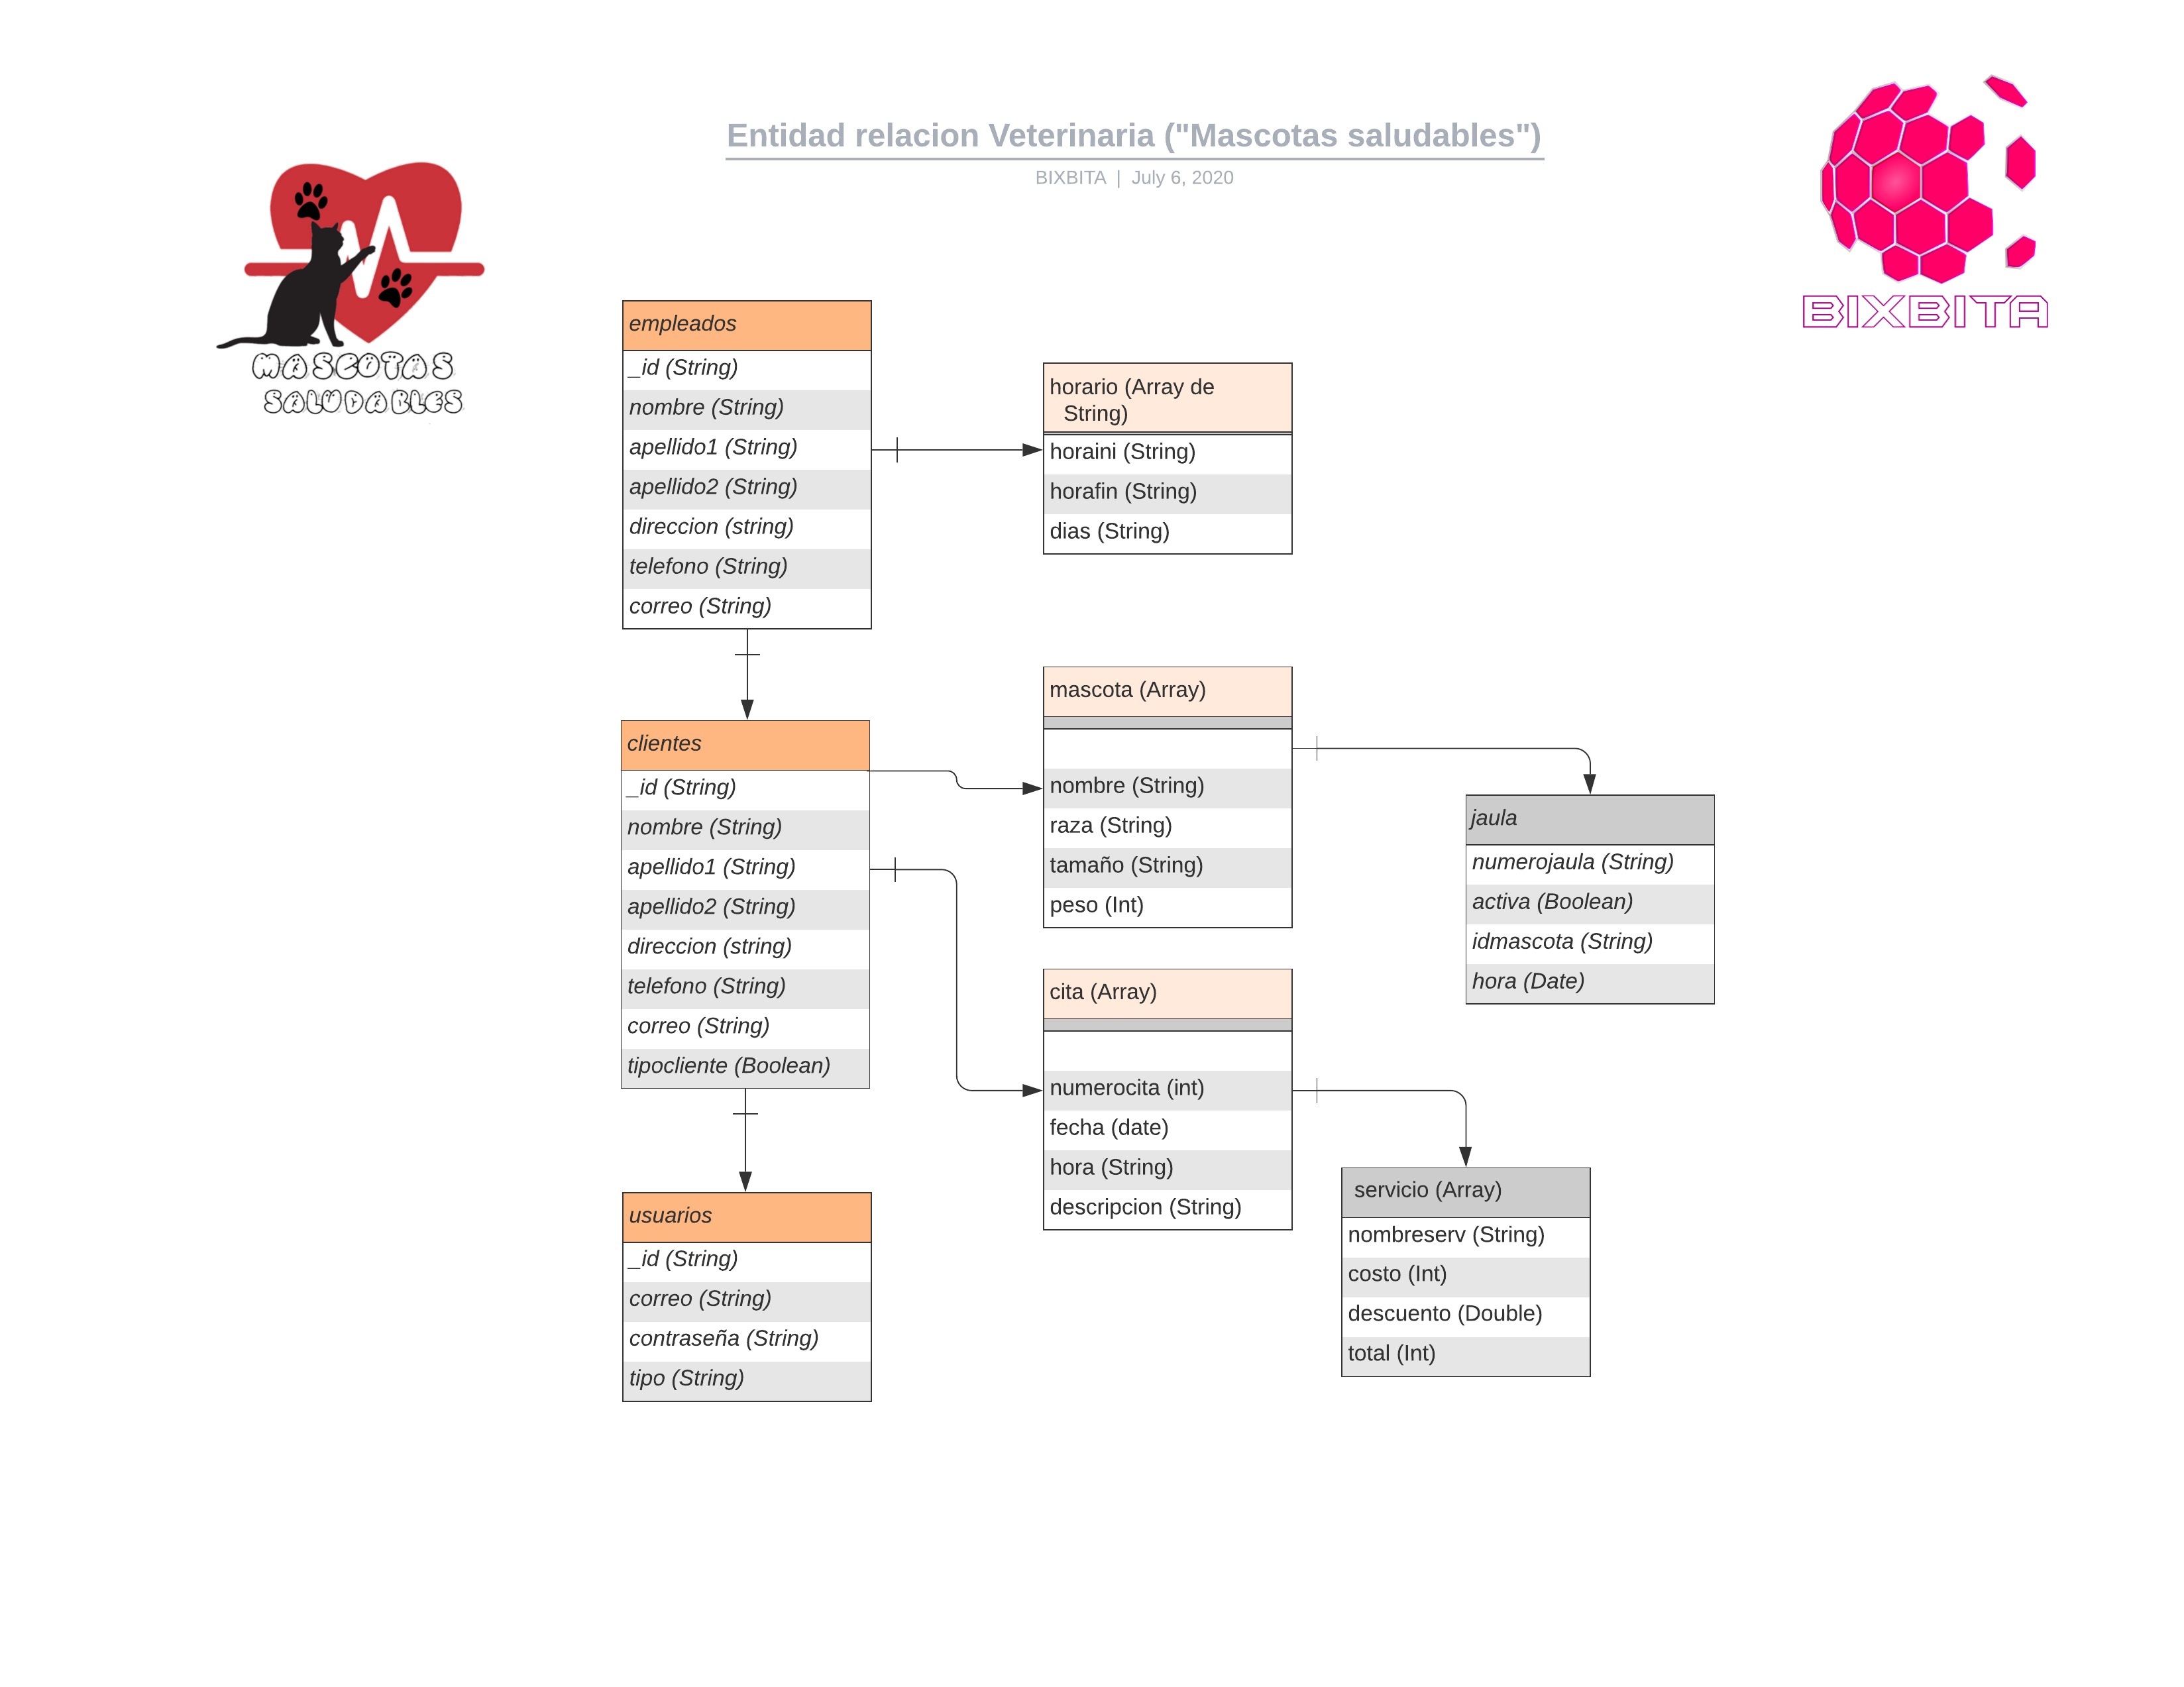 Entidad relacion Veterinaria ("Mascotas saludables")
BIXBITA | July 6, 2020
MASCOTAS
SALUDABLES
BIXBITA
empleados
_id (String)
nombre (String)
apellido1 (String)
apellido2 (String)
direccion (string)
telefono (String)
correo (String)
horario (Array de
String)
horaini (String)
horafin (String)
dias (String)
clientes
_id (String)
nombre (String)
apellido1 (String)
apellido2 (String)
direccion (string)
telefono (String)
correo (String)
tipocliente (Boolean)
mascota (Array)
nombre (String)
raza (String)
tamaño (String)
peso (Int)
jaula
numerojaula (String)
activa (Boolean)
idmascota (String)
hora (Date)
cita (Array)
numerocita (int)
fecha (date)
hora (String)
descripcion (String)
servicio (Array)
nombreserv (String)
costo (Int)
descuento (Double)
total (Int)
usuarios
_id (String)
correo (String)
contraseña (String)
tipo (String)